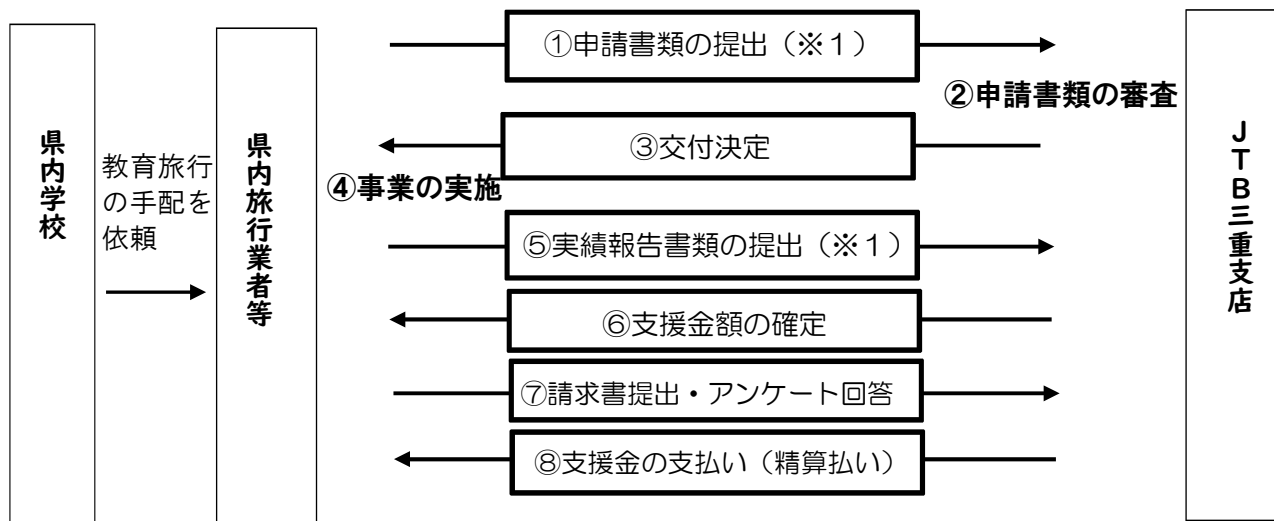 県内学校
教育旅行
の手配を
依頼
県内旅行業者等
①申請書類の提出（※１）
②申請書類の審査
③交付決定
④事業の実施
⑤実績報告書類の提出（※１）
⑥支援金額の確定
⑦請求書提出・アンケート回答
⑧支援金の支払い（精算払い）
ＪＴＢ三重支店